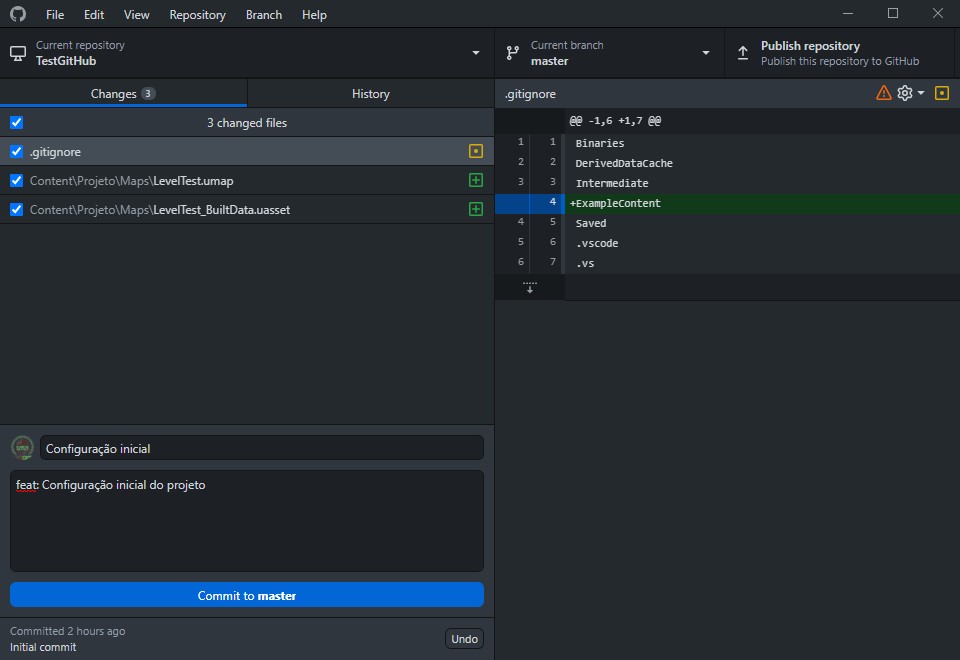 File Edit View Repository Branch Help
Current repository
TestGitHub
Current branch
master
Publish repository
Publish this repository to GitHub
Changes 3
History
3 changed files
.gitignore
Content\Projeto\Maps\LevelTest.umap
Content\Projeto\Maps\LevelTest_BuiltData.uasset
Configuração inicial
feat: Configuração inicial do projeto
Commit to master
Committed 2 hours ago
Initial commit
Undo
.gitignore
@@ -1,6 +1,7 @@
1 1 Binaries
2 2 DerivedDataCache
3 3 Intermediate
4 +ExampleContent
4 5 Saved
5 6 .vscode
6 7 .vs